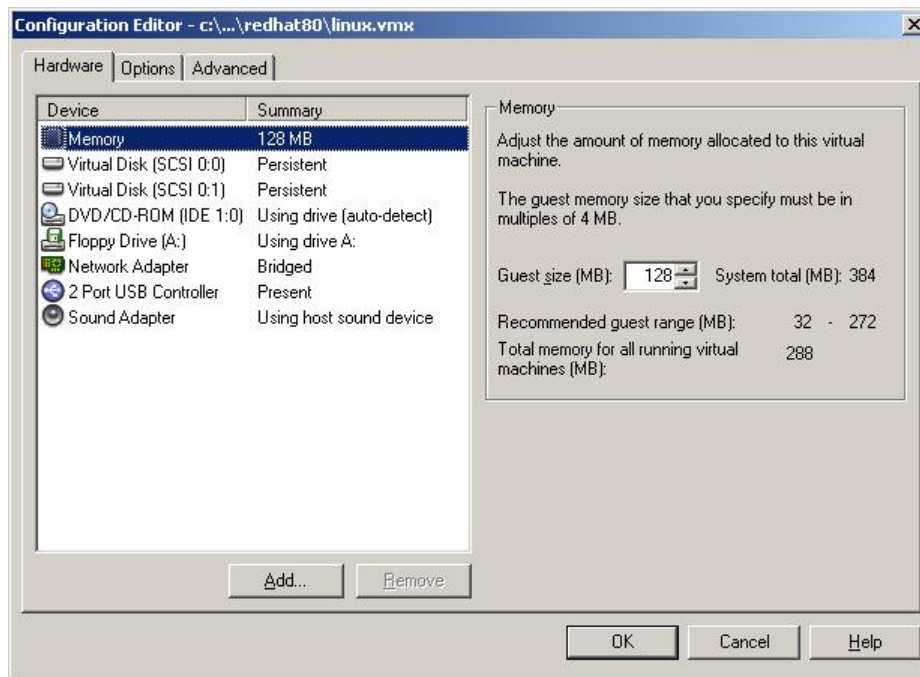 Configuration Editor - c:\...\redhat80\linux.vmx
Hardware Options Advanced
Device Summary
Memory 128 MB
Virtual Disk (SCSI 0:0) Persistent
Virtual Disk (SCSI 0:1) Persistent
DVD/CD-ROM (IDE 1:0) Using drive (auto-detect)
Floppy Drive (A:) Using drive A:
Network Adapter Bridged
2 Port USB Controller Present
Sound Adapter Using host sound device
Add... Remove
Memory
Adjust the amount of memory allocated to this virtual
machine.
The guest memory size that you specify must be in
multiples of 4 MB.
Guest size (MB): 128 System total (MB): 384
Recommended guest range (MB): 32 - 272
Total memory for all running virtual
machines (MB): 288
OK Cancel Help